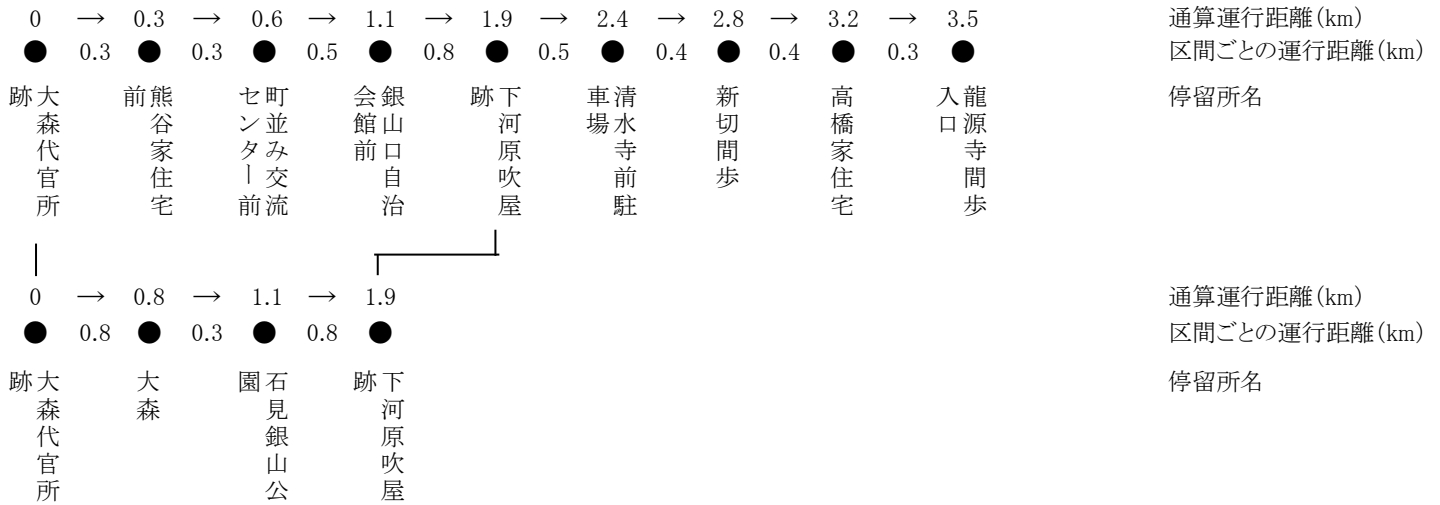 0 → 0.3 → 0.6 → 1.1 → 1.9 → 2.4 → 2.8 → 3.2 → 3.5 通算運行距離(km)
● 0.3 ● 0.3 ● 0.5 ● 0.8 ● 0.5 ● 0.4 ● 0.4 ● 0.3 ● 区間ごとの運行距離(km)
大森代官所跡
熊谷家住宅前
町並み交流センター前
銀山口自治会館前
下河原吹屋跡
清水寺前駐車場
新切間歩
高橋家住宅
龍源寺間歩入口
停留所名
0 → 0.8 → 1.1 → 1.9 通算運行距離(km)
● 0.8 ● 0.3 ● 0.8 ● 区間ごとの運行距離(km)
大森代官所跡
大森
石見銀山公園
下河原吹屋跡
停留所名